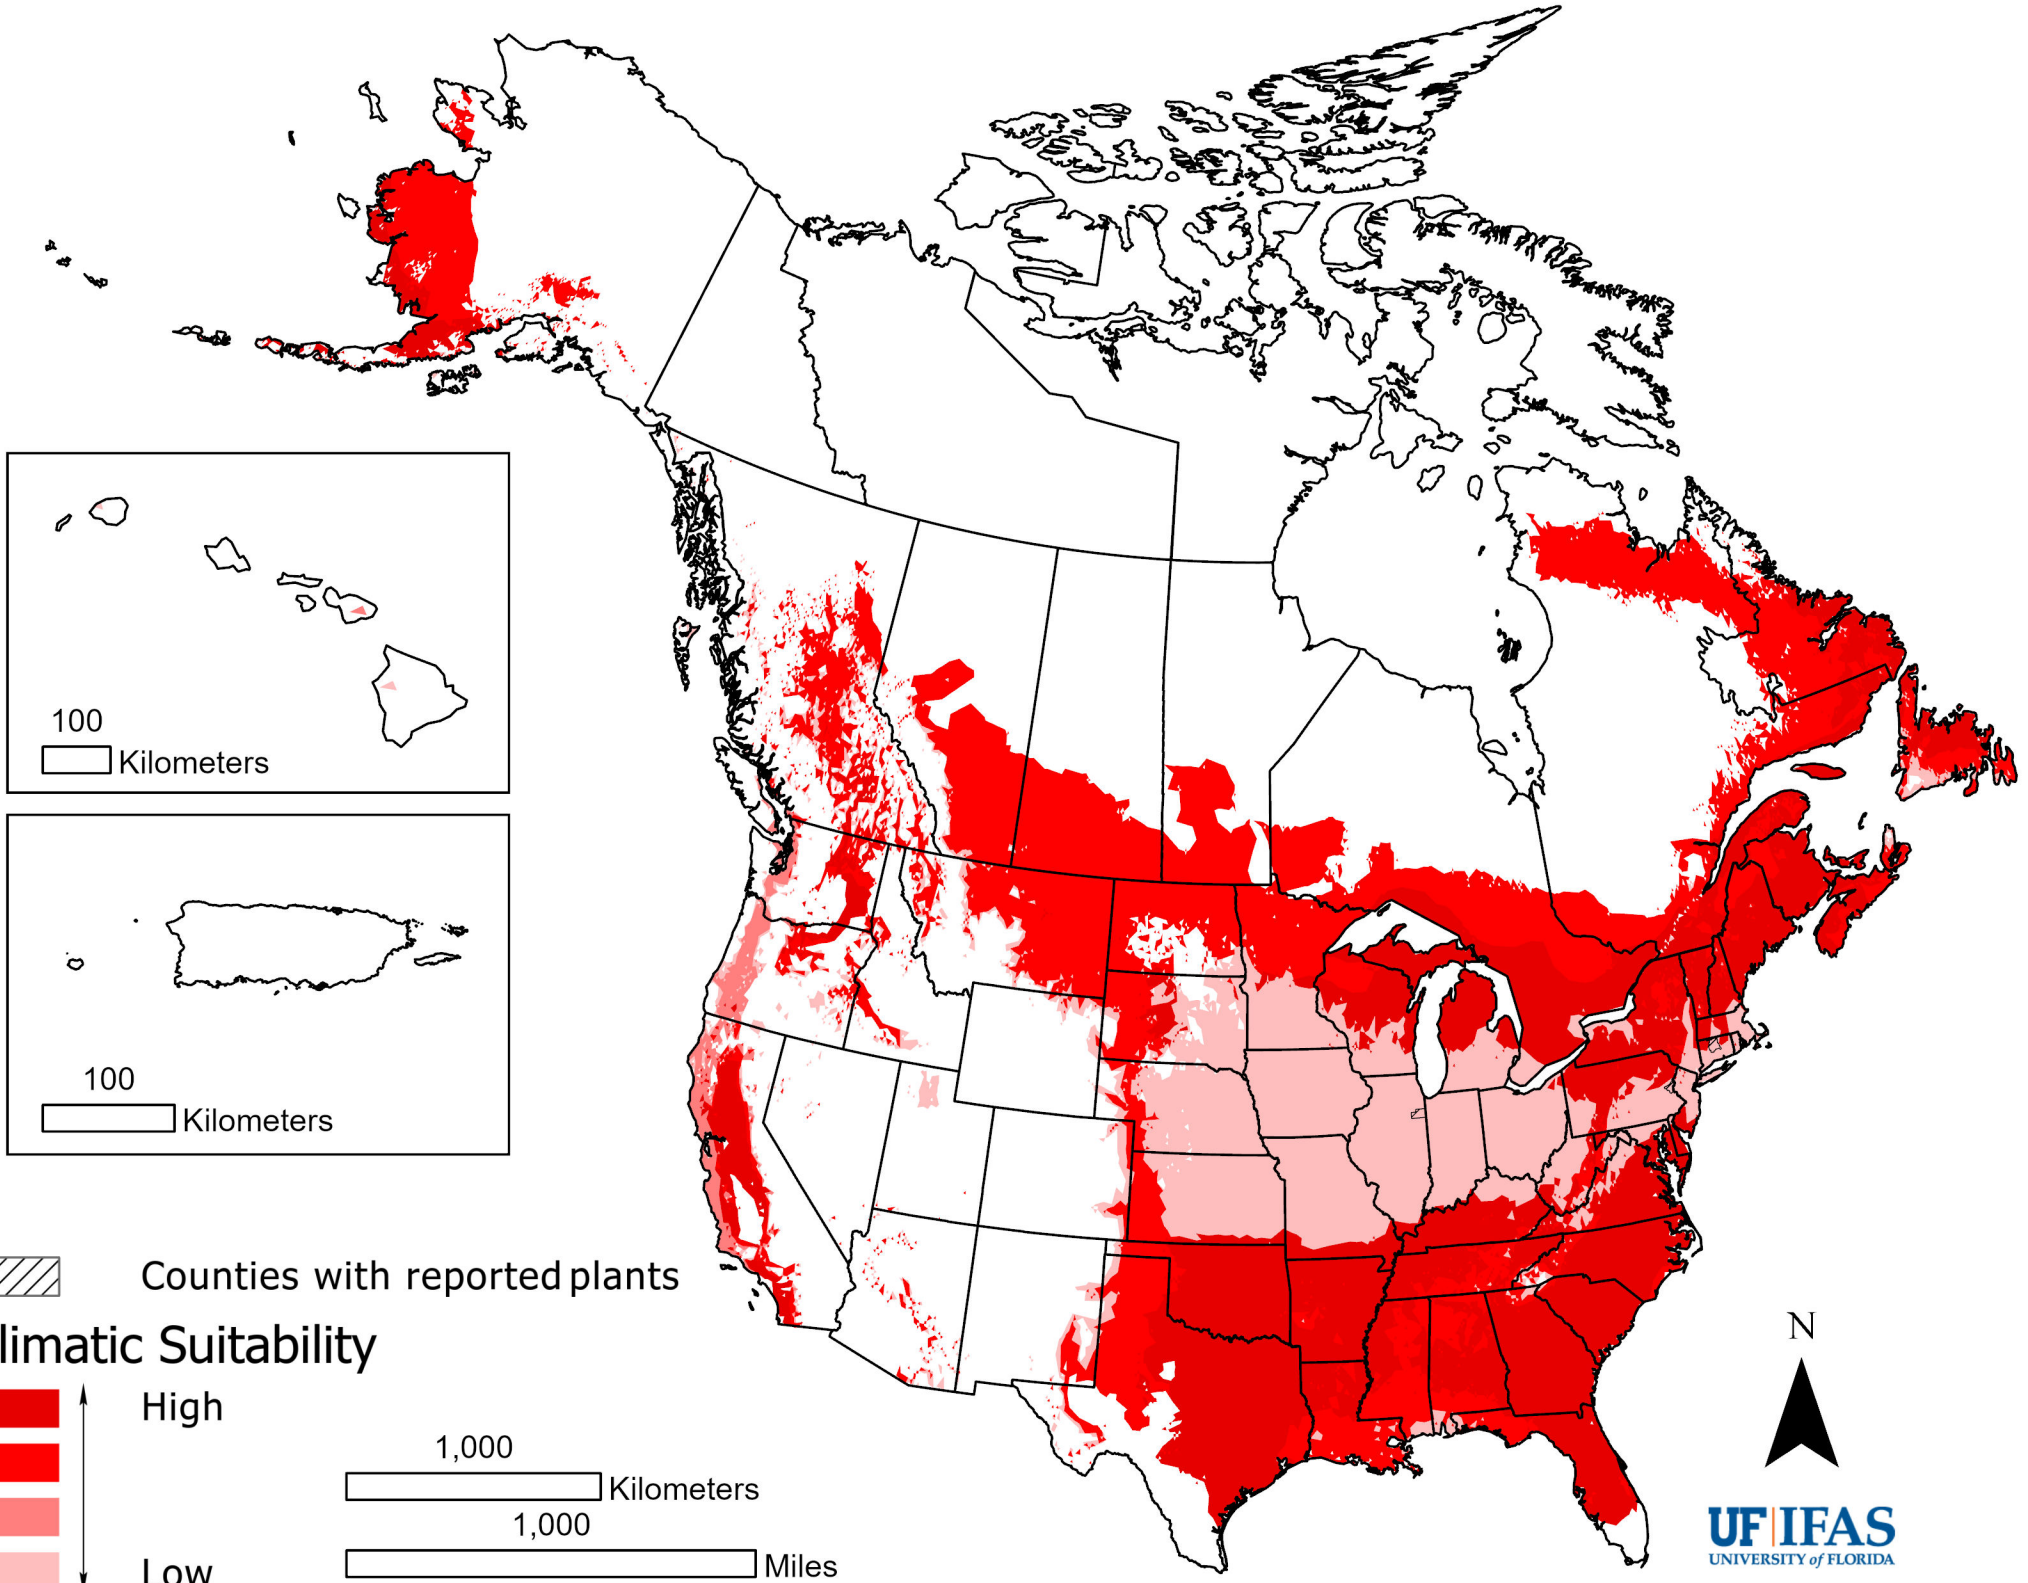 100
Kilometers
100
Kilometers
Counties with reported plants
limatic Suitability
High
Low
1,000
Kilometers
1,000
Miles
N
UF|IFAS
UNIVERSITY of FLORIDA